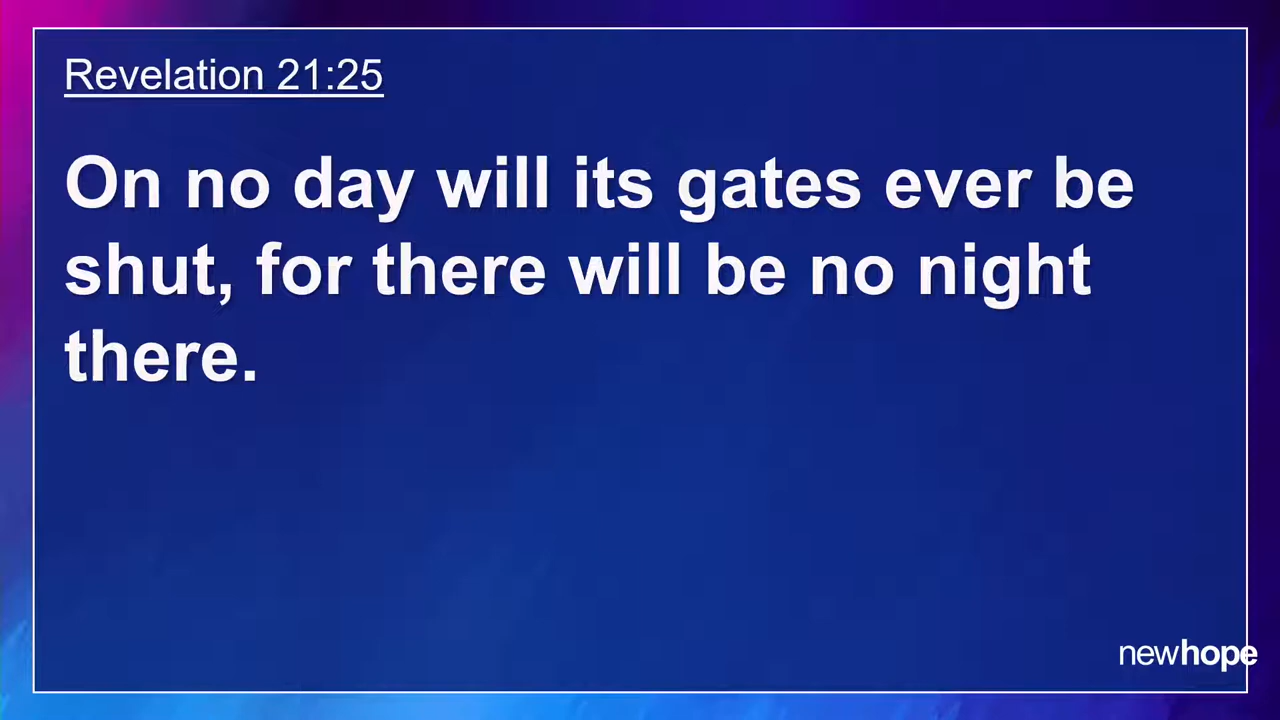 Revelation 21:25
On no day will its gates ever be
shut, for there will be no night
there.
newhope